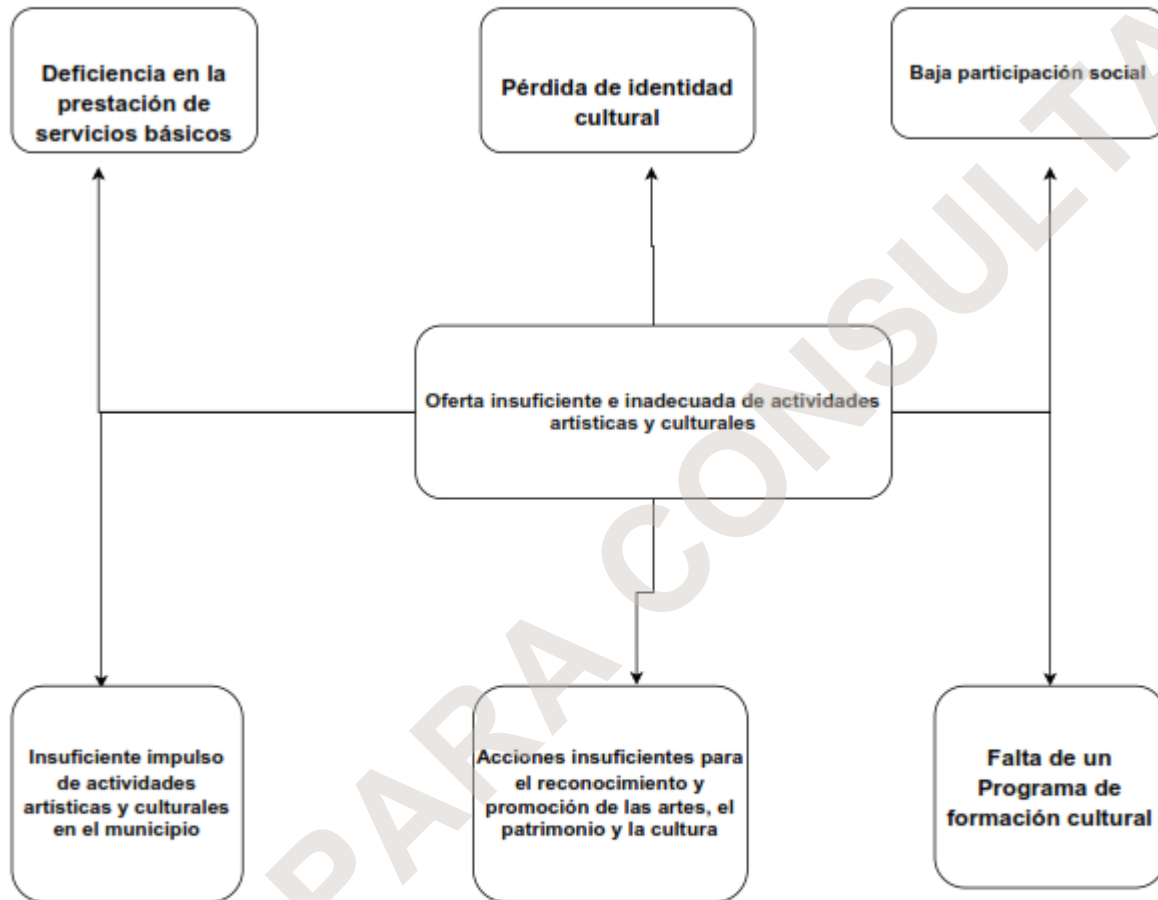 Deficiencia en la
prestación de
servicios básicos
Pérdida de identidad
cultural
Baja participación social
Oferta insuficiente e inadecuada de actividades
artísticas y culturales
Insuficiente impulso
de actividades
artísticas y culturales
en el municipio
Acciones insuficientes para
el reconocimiento y
promoción de las artes, el
patrimonio y la cultura
Falta de un
Programa de
formación cultural
PARA CONSULTA